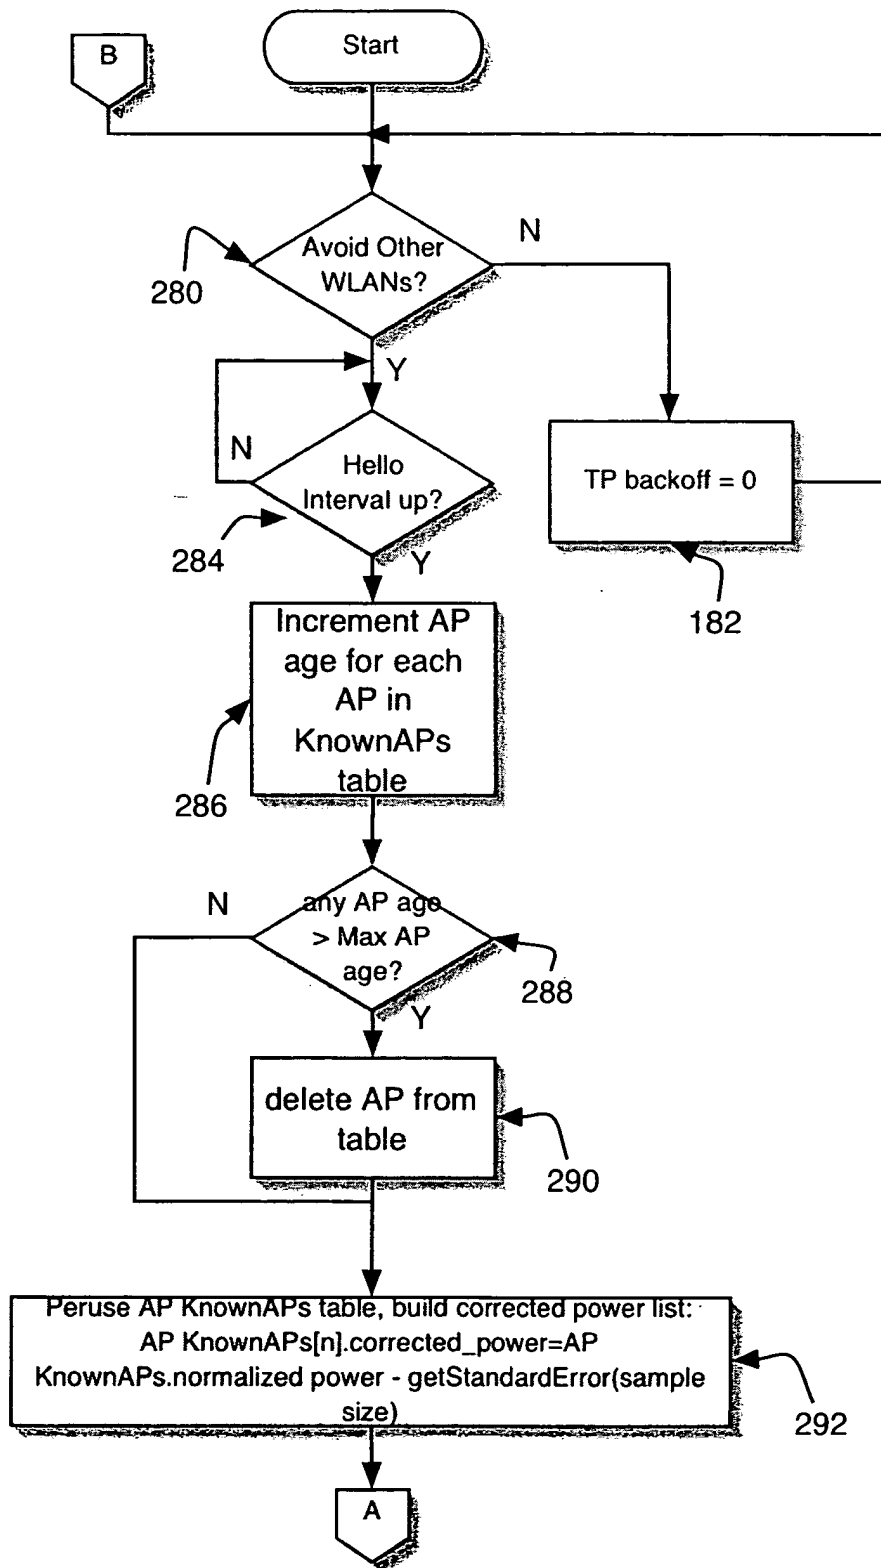 B
Start
Avoid Other
WLANs?
N
280
Y
N
Hello
Interval up?
TP backoff = 0
284
Y
182
Increment AP
age for each
AP in
KnownAPs
table
286
N
any AP age
> Max AP
age?
288
Y
delete AP from
table
290
Peruse AP KnownAPs table, build corrected power list:
AP KnownAPs[n].corrected_power=AP
KnownAPs.normalized power - getStandardError(sample
size)
292
A